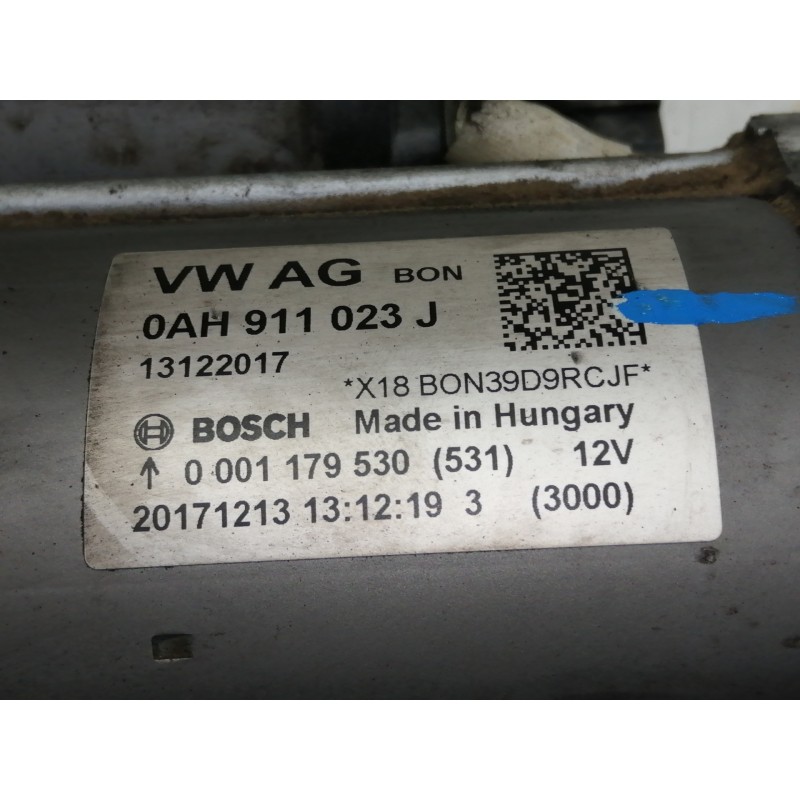 VW AG BON
0AH 911 023 J
13122017
*X18 BON39D9RCJF*
BOSCH Made in Hungary
↑ 0 001 179 530 (531) 12V
20171213 13:12:19 3 (3000)